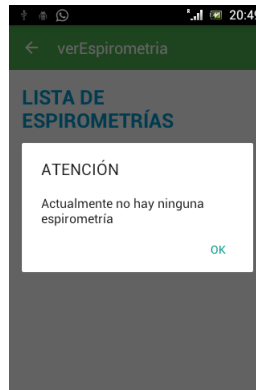 20:49
verEspirometria
LISTA DE
ESPIROMETRÍAS
ATENCIÓN
Actualmente no hay ninguna
espirometría
OK